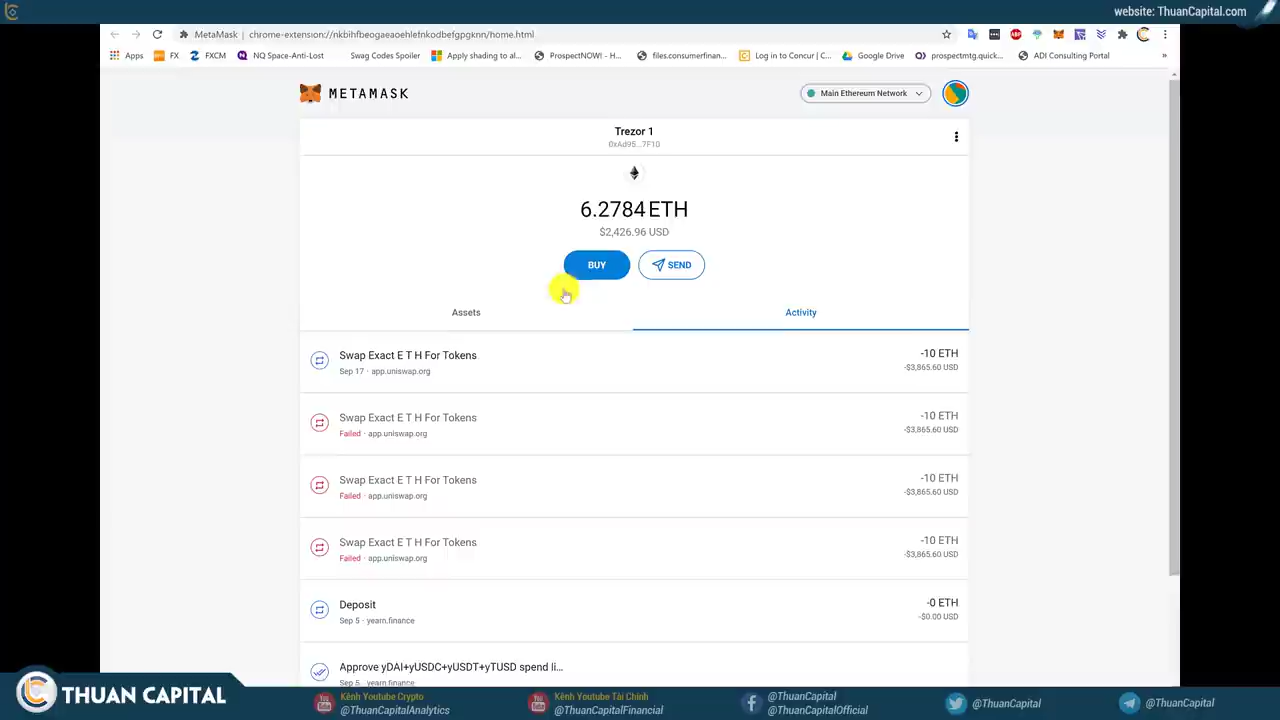 website: Thuancapital.com
MetaMask | chrome-extension://nkbihfbeogaeaoehlefnkodbefgpgknn/home.html
Apps FX FXCM NQ Space-Anti-Lost Swag Codes Spoiler Apply shading to al... ProspectNOW! - H... files.consumerfinan... Log in to Concur | C... Google Drive prospectmtg.quick... ADI Consulting Portal »
METAMASK
Main Ethereum Network
Trezor 1
0xAd95...7F10
6.2784 ETH
$2,426.96 USD
BUY SEND
Assets Activity
Swap Exact E T H For Tokens -10 ETH
Sep 17 · app.uniswap.org -$3,865.60 USD
Swap Exact E T H For Tokens -10 ETH
Failed · app.uniswap.org -$3,865.60 USD
Swap Exact E T H For Tokens -10 ETH
Failed · app.uniswap.org -$3,865.60 USD
Swap Exact E T H For Tokens -10 ETH
Failed · app.uniswap.org -$3,865.60 USD
Deposit -0 ETH
Sep 5 · yearn.finance -$0.00 USD
Approve yDAI+yUSDC+yUSDT+yTUSD spend li...
Sep 5 · yearn.finance
THUAN CAPITAL
Kênh Youtube Crypto
@ThuanCapitalAnalytics
Kênh Youtube Tài Chính
@ThuanCapital
@ThuanCapital
@ThuanCapitalOfficial
@ThuanCapital
@ThuanCapital